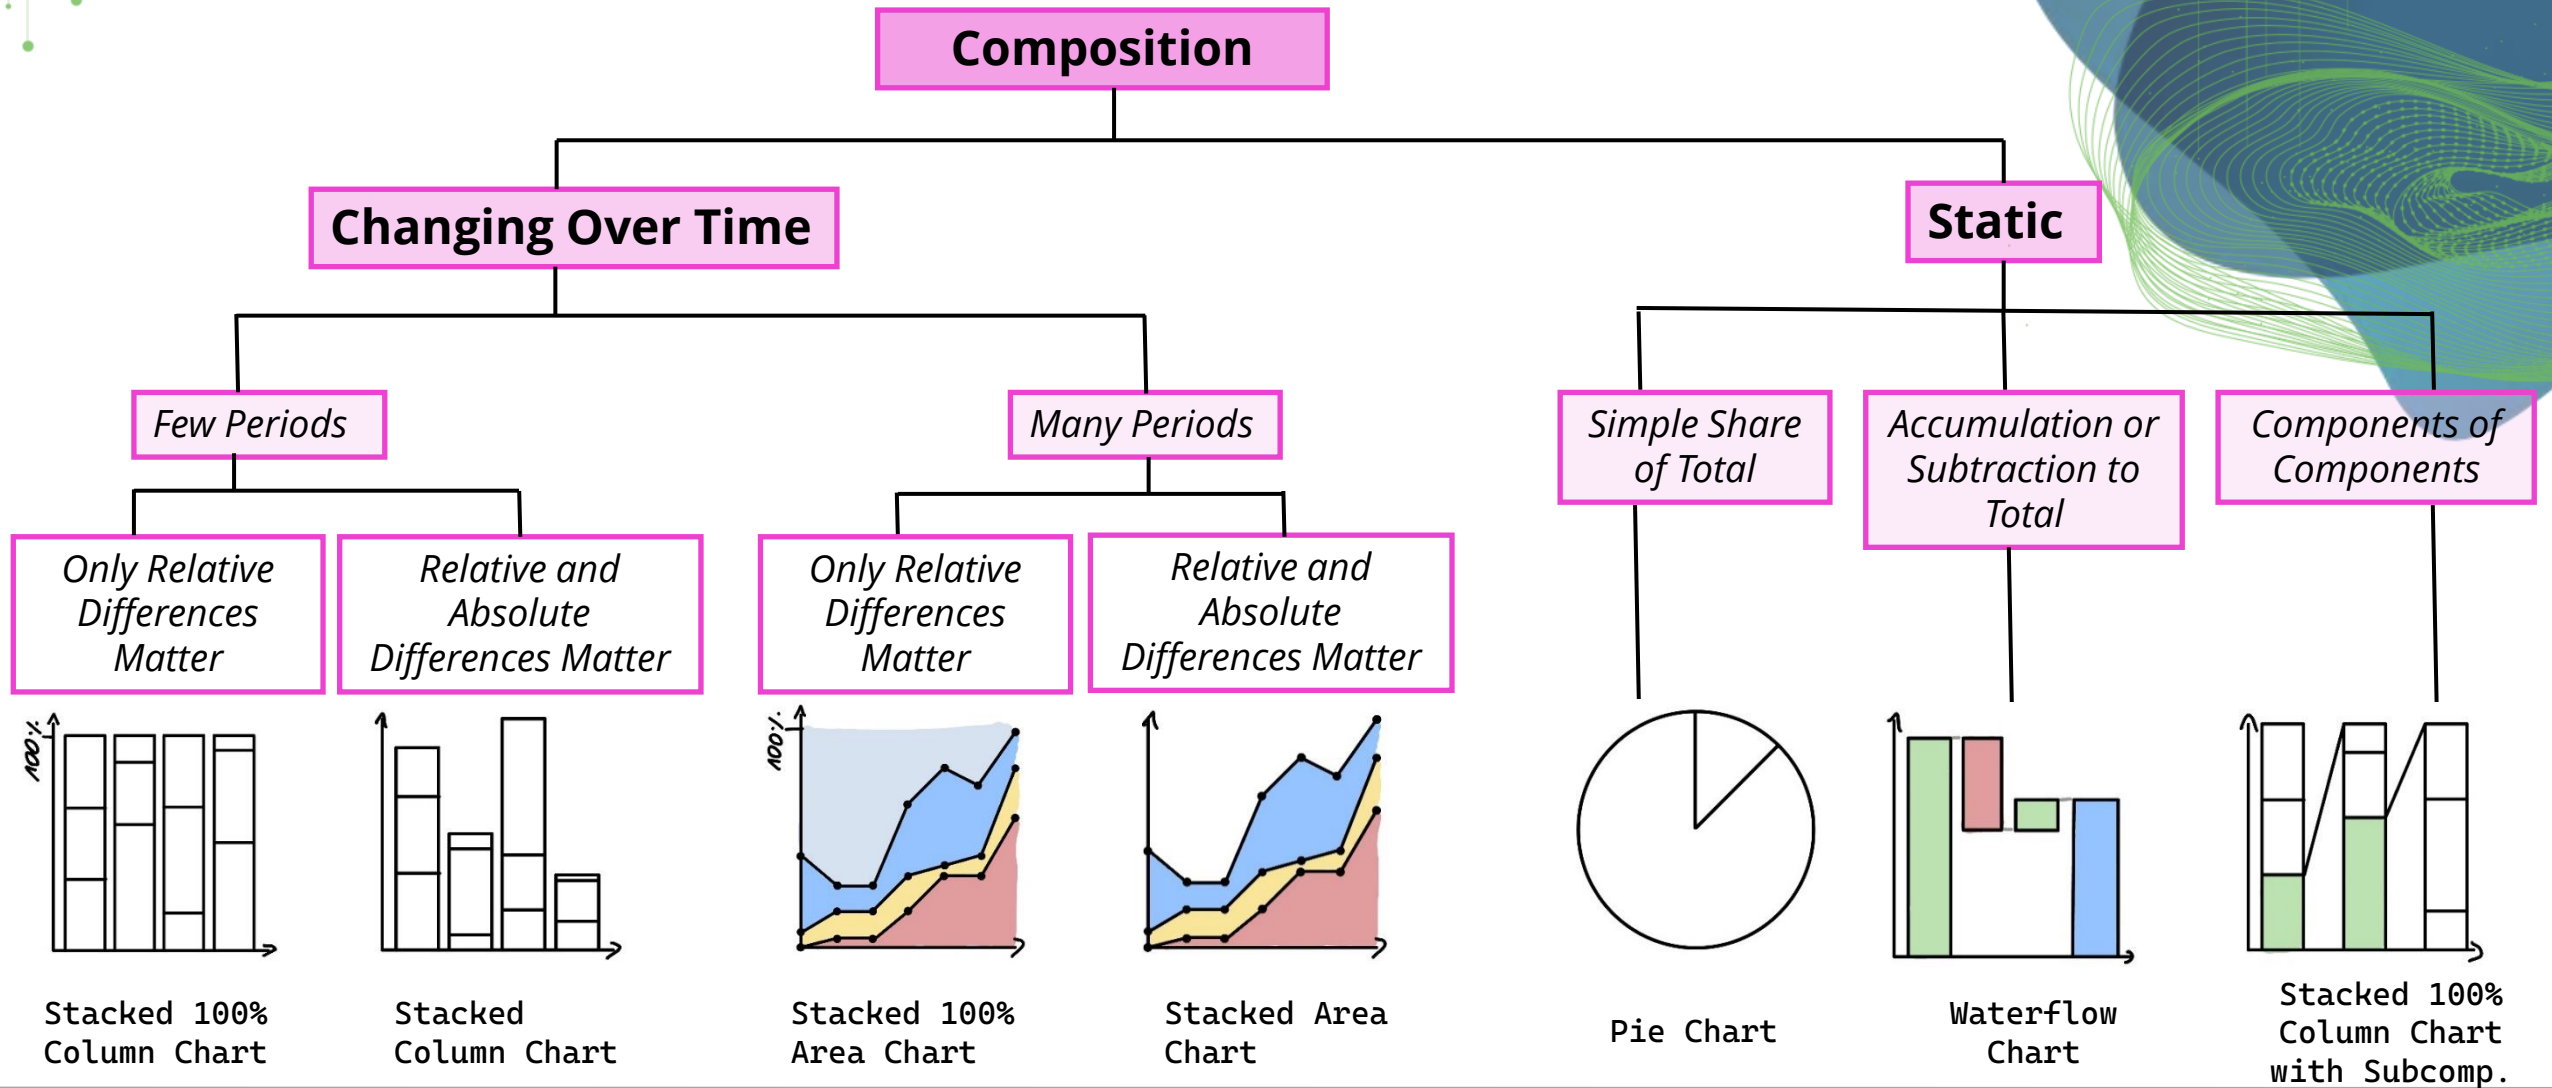 Composition
Changing Over Time
Static
Few Periods
Many Periods
Simple Share
of Total
Accumulation or
Subtraction to
Total
Components of
Components
Only Relative
Differences
Matter
Relative and
Absolute
Differences Matter
Only Relative
Differences
Matter
Relative and
Absolute
Differences Matter
100%
100%
Stacked 100%
Column Chart
Stacked
Column Chart
Stacked 100%
Area Chart
Stacked Area
Chart
Pie Chart
Waterflow
Chart
Stacked 100%
Column Chart
with Subcomp.